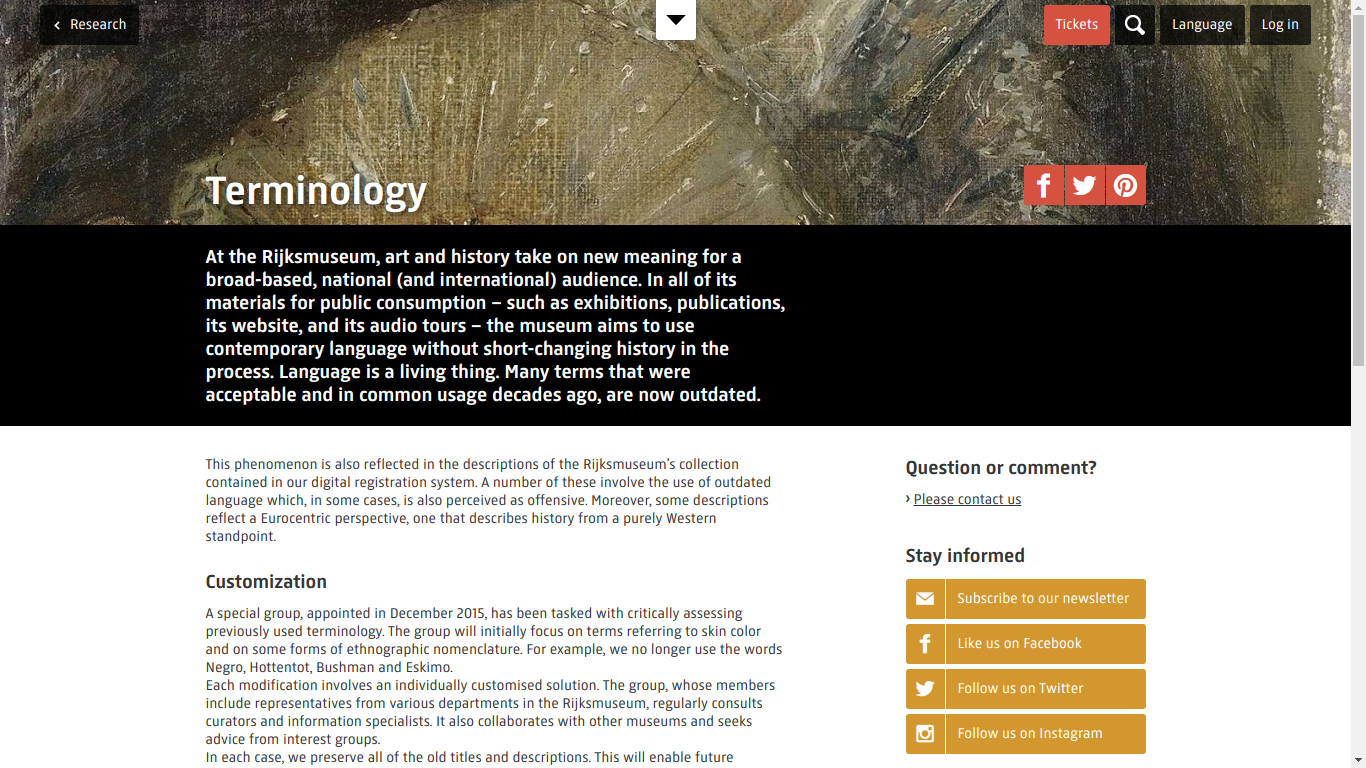 Research
Tickets
Language
Log in
Terminology
At the Rijksmuseum, art and history take on new meaning for a
broad-based, national (and international) audience. In all of its
materials for public consumption – such as exhibitions, publications,
its website, and its audio tours – the museum aims to use
contemporary language without short-changing history in the
process. Language is a living thing. Many terms that were
acceptable and in common usage decades ago, are now outdated.
This phenomenon is also reflected in the descriptions of the Rijksmuseum's collection
contained in our digital registration system. A number of these involve the use of outdated
language which, in some cases, is also perceived as offensive. Moreover, some descriptions
reflect a Eurocentric perspective, one that describes history from a purely Western
standpoint.
Customization
A special group, appointed in December 2015, has been tasked with critically assessing
previously used terminology. The group will initially focus on terms referring to skin color
and on some forms of ethnographic nomenclature. For example, we no longer use the words
Negro, Hottentot, Bushman and Eskimo.
Each modification involves an individually customised solution. The group, whose members
include representatives from various departments in the Rijksmuseum, regularly consults
curators and information specialists. It also collaborates with other museums and seeks
advice from interest groups.
In each case, we preserve all of the old titles and descriptions. This will enable future
Question or comment?
› Please contact us
Stay informed
Subscribe to our newsletter
Like us on Facebook
Follow us on Twitter
Follow us on Instagram